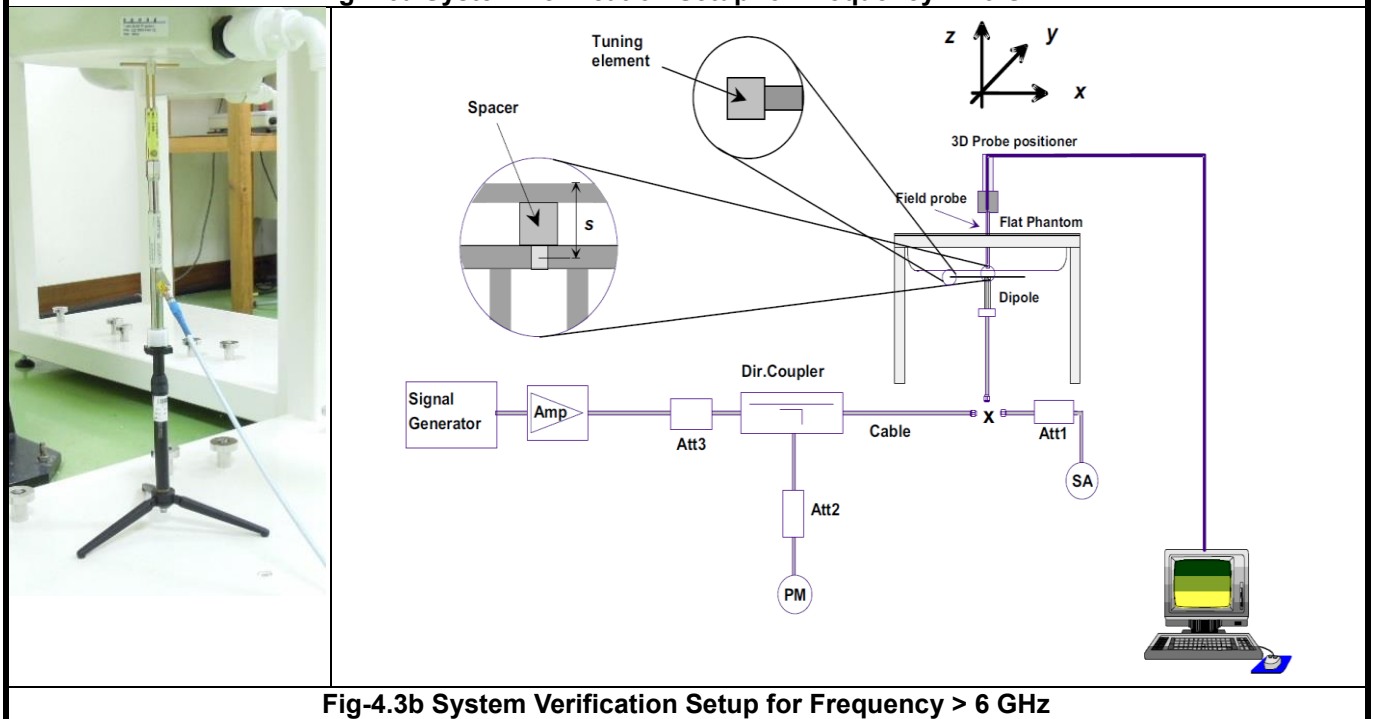 Tuning
element
z
y
x
Spacer
3D Probe positioner
s
Field probe
Flat Phantom
Dipole
Dir.Coupler
Signal
Generator
Amp
Att3
Cable
X
Att1
SA
Att2
PM
Fig-4.3b System Verification Setup for Frequency > 6 GHz